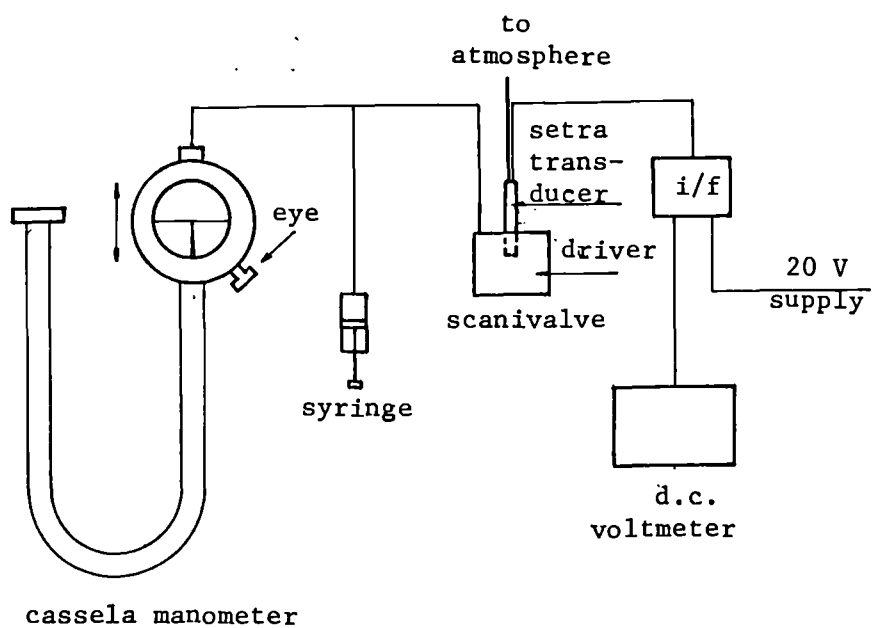 to
atmosphere
setra
trans-
ducer
i/f
eye
driver
20 V
supply
scanivalve
syringe
d.c.
voltmeter
cassela manometer